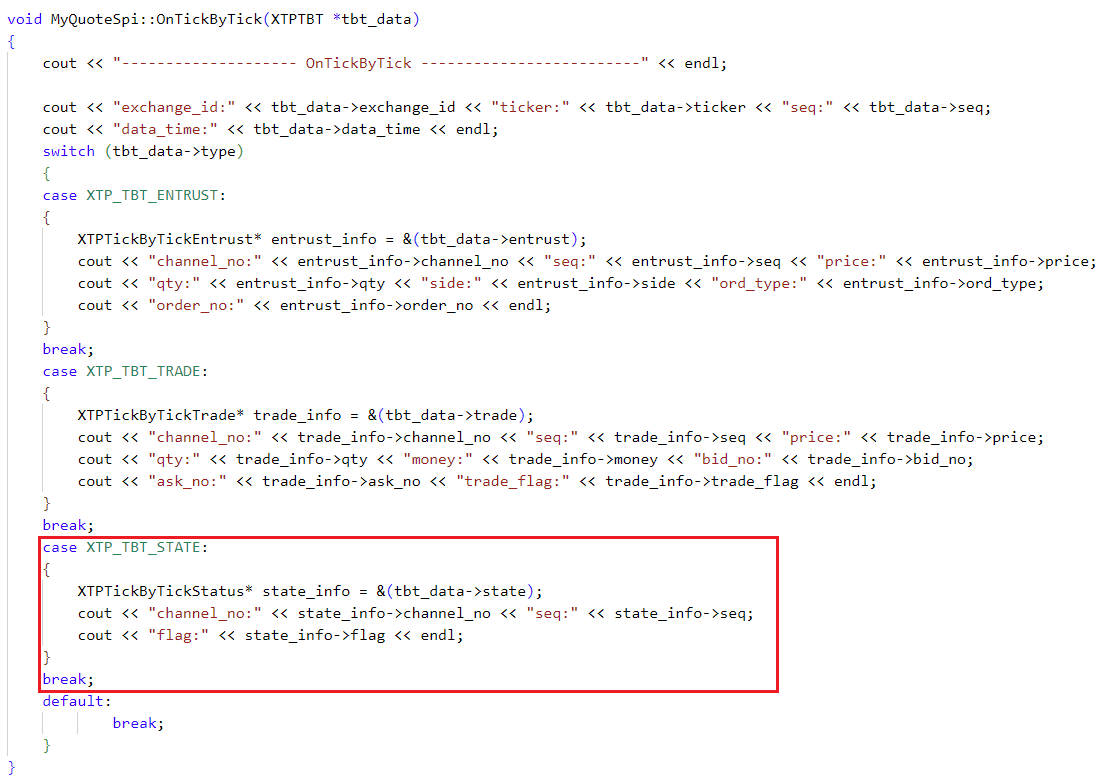 void MyQuoteSpi::OnTickByTick(XTPTBT *tbt_data)
{
    cout << "-------------------- OnTickByTick -------------------------" << endl;

    cout << "exchange_id:" << tbt_data->exchange_id << "ticker:" << tbt_data->ticker << "seq:" << tbt_data->seq;
    cout << "data_time:" << tbt_data->data_time << endl;
    switch (tbt_data->type)
    {
    case XTP_TBT_ENTRUST:
    {
        XTPTickByTickEntrust* entrust_info = &(tbt_data->entrust);
        cout << "channel_no:" << entrust_info->channel_no << "seq:" << entrust_info->seq << "price:" << entrust_info->price;
        cout << "qty:" << entrust_info->qty << "side:" << entrust_info->side << "ord_type:" << entrust_info->ord_type;
        cout << "order_no:" << entrust_info->order_no << endl;
    }
    break;
    case XTP_TBT_TRADE:
    {
        XTPTickByTickTrade* trade_info = &(tbt_data->trade);
        cout << "channel_no:" << trade_info->channel_no << "seq:" << trade_info->seq << "price:" << trade_info->price;
        cout << "qty:" << trade_info->qty << "money:" << trade_info->money << "bid_no:" << trade_info->bid_no;
        cout << "ask_no:" << trade_info->ask_no << "trade_flag:" << trade_info->trade_flag << endl;
    }
    break;
    case XTP_TBT_STATE:
    {
        XTPTickByTickStatus* state_info = &(tbt_data->state);
        cout << "channel_no:" << state_info->channel_no << "seq:" << state_info->seq;
        cout << "flag:" << state_info->flag << endl;
    }
    break;
    default:
            break;
    }
}